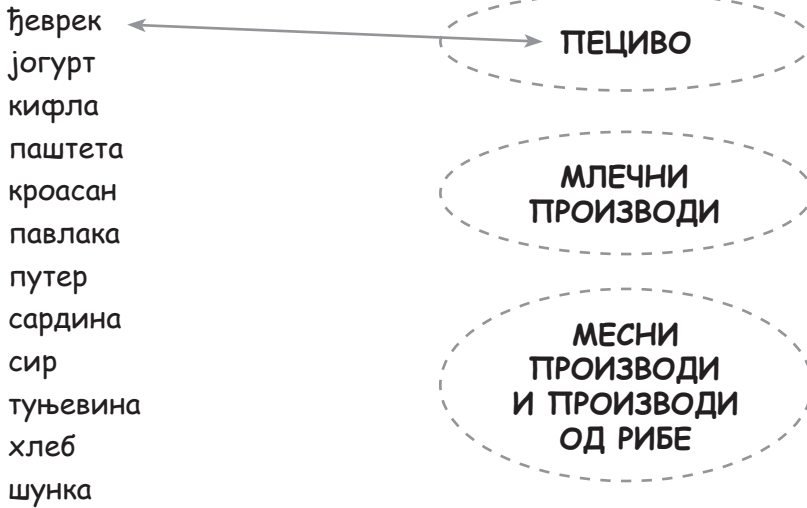 ђеврек
јогурт
кифла
паштета
кроасан
павлака
путер
сардина
сир
туњевина
хлеб
шунка
ПЕЦИВО
МЛЕЧНИ
ПРОИЗВОДИ
МЕСНИ
ПРОИЗВОДИ
И ПРОИЗВОДИ
ОД РИБЕ